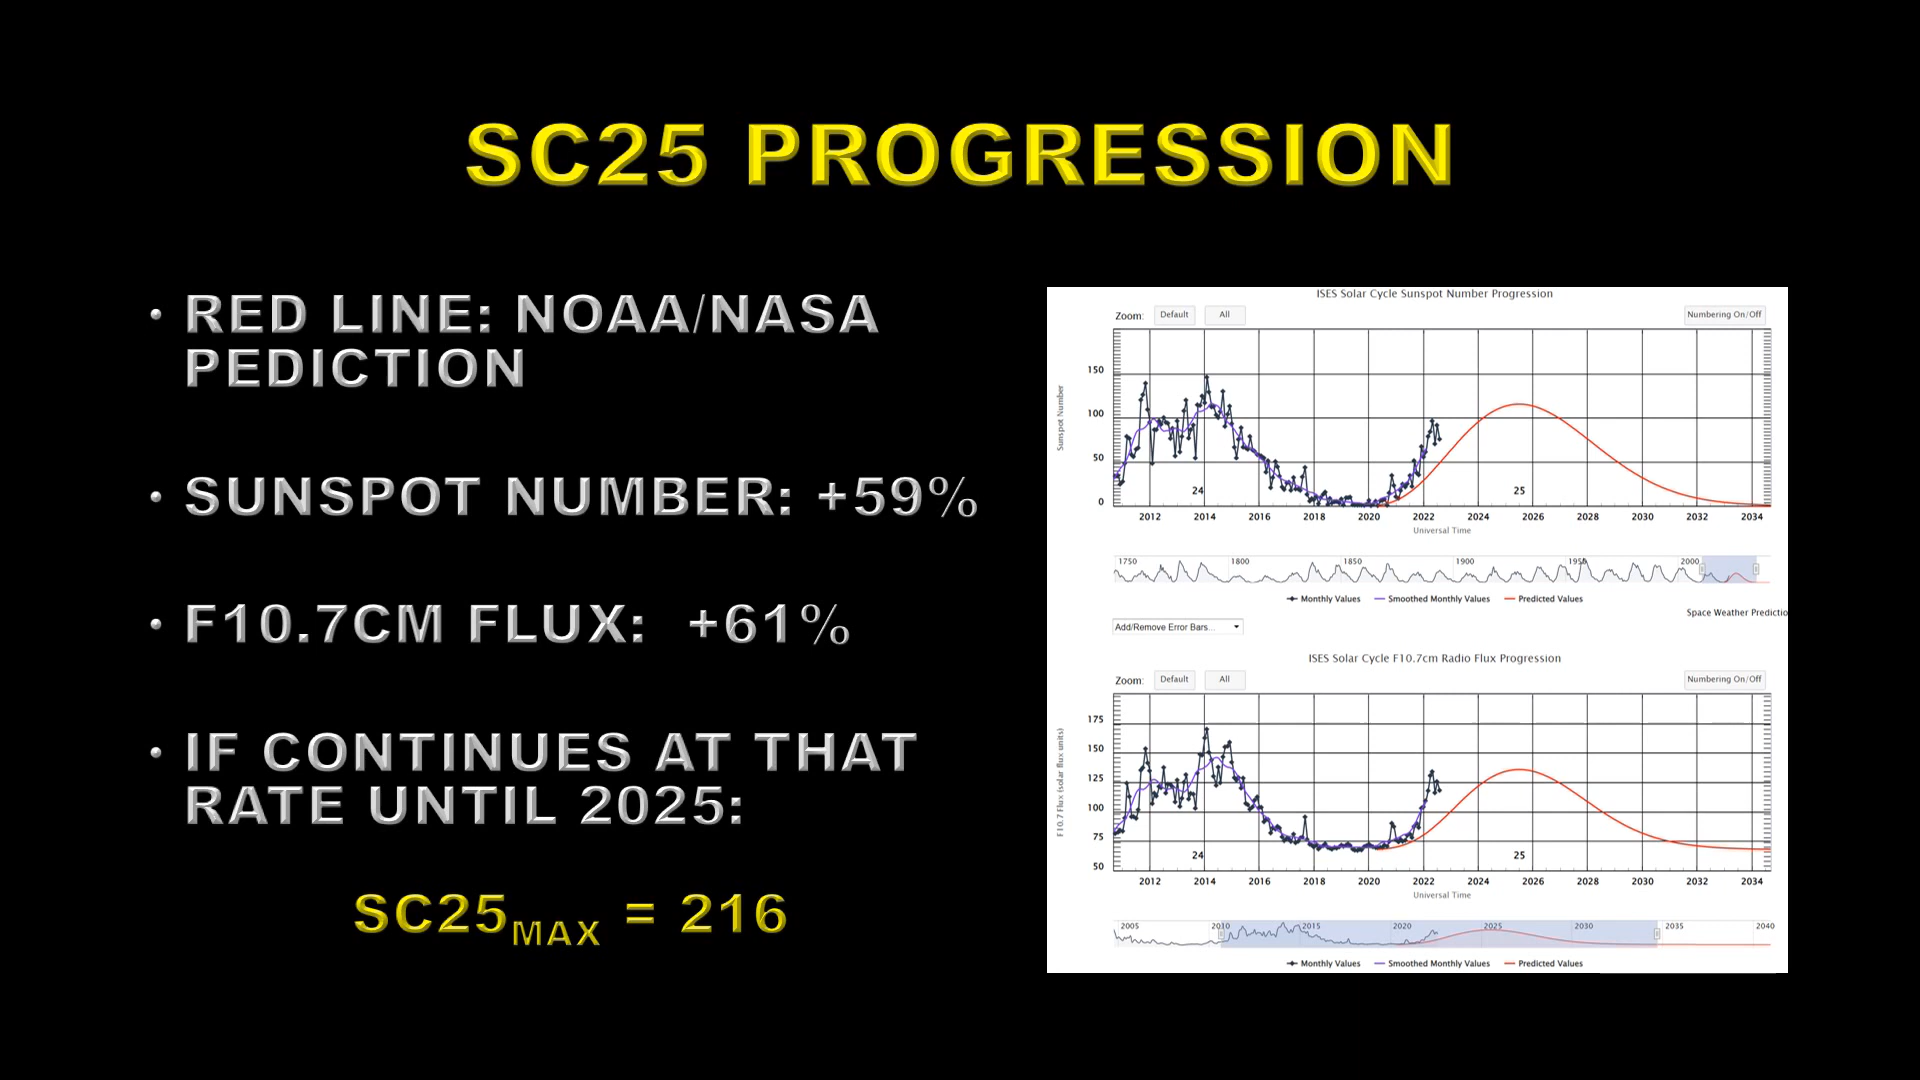 SC25 PROGRESSION
• RED LINE: NOAA/NASA
PEDICTION
• SUNSPOT NUMBER: +59%
• F10.7CM FLUX: +61%
• IF CONTINUES AT THAT
RATE UNTIL 2025:
SC25MAX = 216
ISES Solar Cycle Sunspot Number Progression
Zoom: Default All Numbering On/Off
Sunspot Number
150
100
50
0
24 25
2012 2014 2016 2018 2020 2022 2024 2026 2028 2030 2032 2034
Universal Time
1750 1800 1850 1900 1950 2000
Monthly Values Smoothed Monthly Values Predicted Values
Space Weather Predictio
Add/Remove Error Bars...
ISES Solar Cycle F10.7cm Radio Flux Progression
Zoom: Default All Numbering On/Off
F10.7 Flux (solar flux units)
175
150
125
100
75
50
24 25
2012 2014 2016 2018 2020 2022 2024 2026 2028 2030 2032 2034
Universal Time
2005 2010 2015 2020 2025 2030 2035 2040
Monthly Values Smoothed Monthly Values Predicted Values